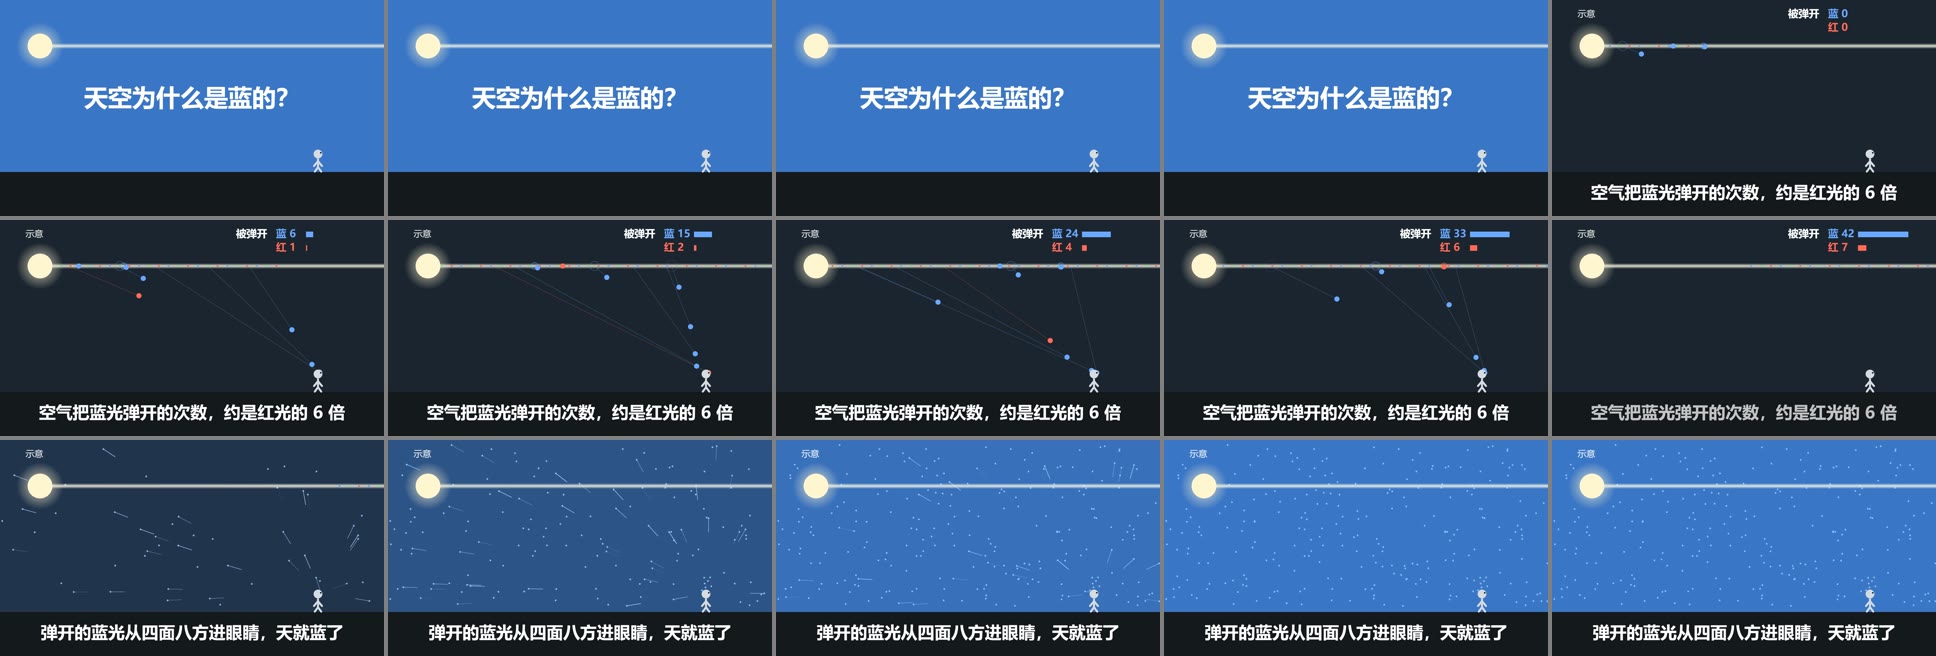 天空为什么是蓝的?
天空为什么是蓝的?
天空为什么是蓝的?
天空为什么是蓝的?
示意
被弹开 蓝 0
红 0
空气把蓝光弹开的次数，约是红光的 6 倍
示意
被弹开 蓝 6
红 1
空气把蓝光弹开的次数，约是红光的 6 倍
示意
被弹开 蓝 15
红 2
空气把蓝光弹开的次数，约是红光的 6 倍
示意
被弹开 蓝 24
红 4
空气把蓝光弹开的次数，约是红光的 6 倍
示意
被弹开 蓝 33
红 6
空气把蓝光弹开的次数，约是红光的 6 倍
示意
被弹开 蓝 42
红 7
空气把蓝光弹开的次数，约是红光的 6 倍
示意
弹开的蓝光从四面八方进眼睛，天就蓝了
示意
弹开的蓝光从四面八方进眼睛，天就蓝了
示意
弹开的蓝光从四面八方进眼睛，天就蓝了
示意
弹开的蓝光从四面八方进眼睛，天就蓝了
示意
弹开的蓝光从四面八方进眼睛，天就蓝了